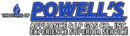 POWELL'S
APPLIANCE & LP GAS CO., INC.
EXPERIENCE SUPERIOR SERVICE